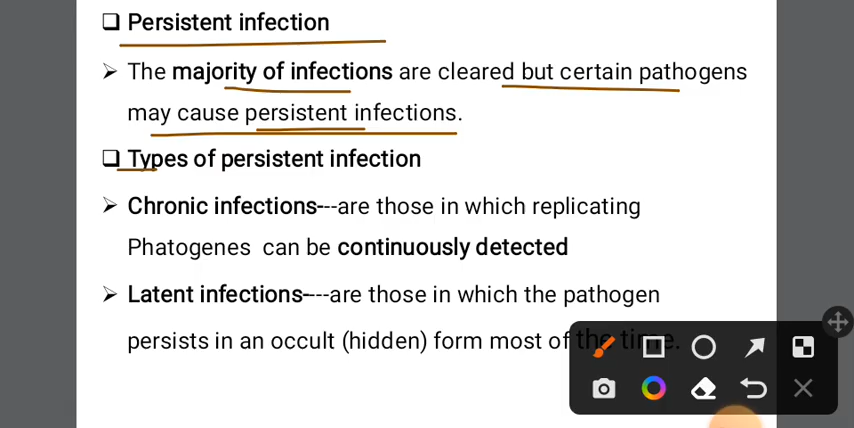 ❑ Persistent infection
➢ The majority of infections are cleared but certain pathogens
may cause persistent infections.
❑ Types of persistent infection
➢ Chronic infections---are those in which replicating
Phatogenes can be continuously detected
➢ Latent infections----are those in which the pathogen
persists in an occult (hidden) form most of the time.